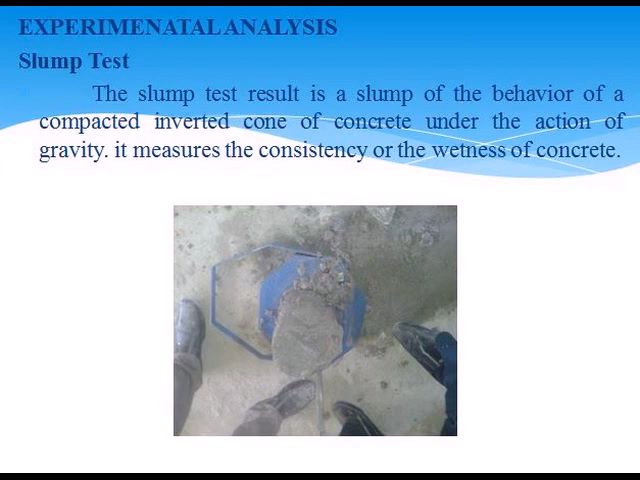 EXPERIMENATAL ANALYSIS
Slump Test
The slump test result is a slump of the behavior of a
compacted inverted cone of concrete under the action of
gravity. it measures the consistency or the wetness of concrete.